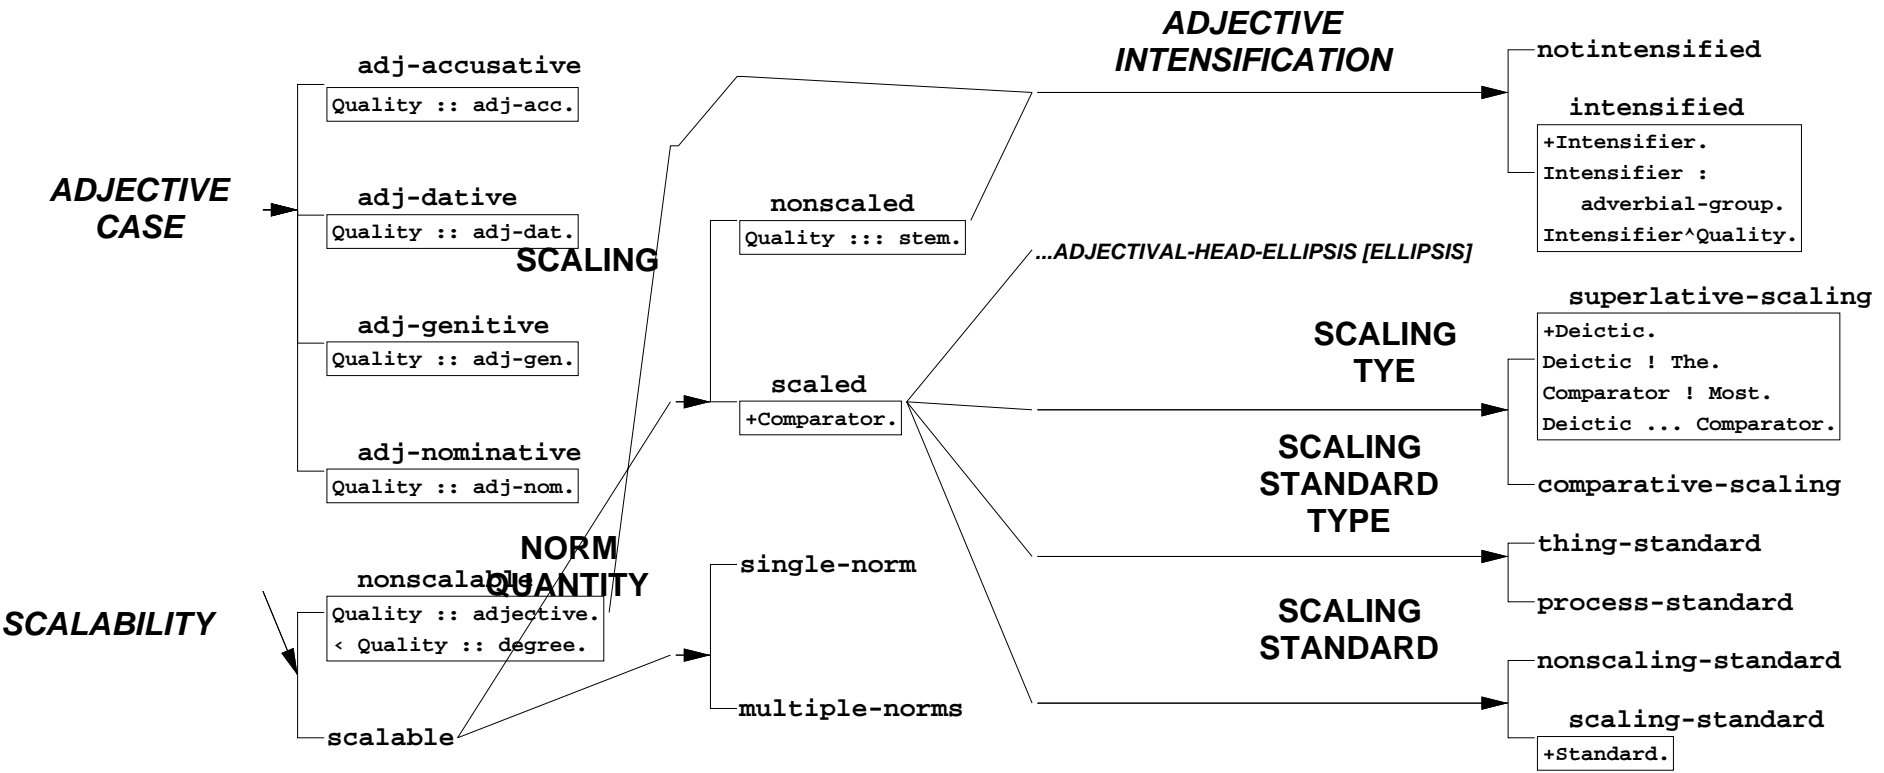 ADJECTIVE
CASE
adj-accusative
Quality :: adj-acc.
adj-dative
Quality :: adj-dat.
adj-genitive
Quality :: adj-gen.
adj-nominative
Quality :: adj-nom.
SCALABILITY
nonscalable
Quality :: adjective.
< Quality :: degree.
scalable
SCALING
nonscaled
Quality ::: stem.
scaled
+Comparator.
NORM
QUANTITY
single-norm
multiple-norms
ADJECTIVE
INTENSIFICATION
notintensified
intensified
+Intensifier.
Intensifier :
adverbial-group.
Intensifier^Quality.
...ADJECTIVAL-HEAD-ELLIPSIS [ELLIPSIS]
SCALING
TYE
superlative-scaling
+Deictic.
Deictic ! The.
Comparator ! Most.
Deictic ... Comparator.
comparative-scaling
SCALING
STANDARD
TYPE
thing-standard
process-standard
SCALING
STANDARD
nonscaling-standard
scaling-standard
+Standard.